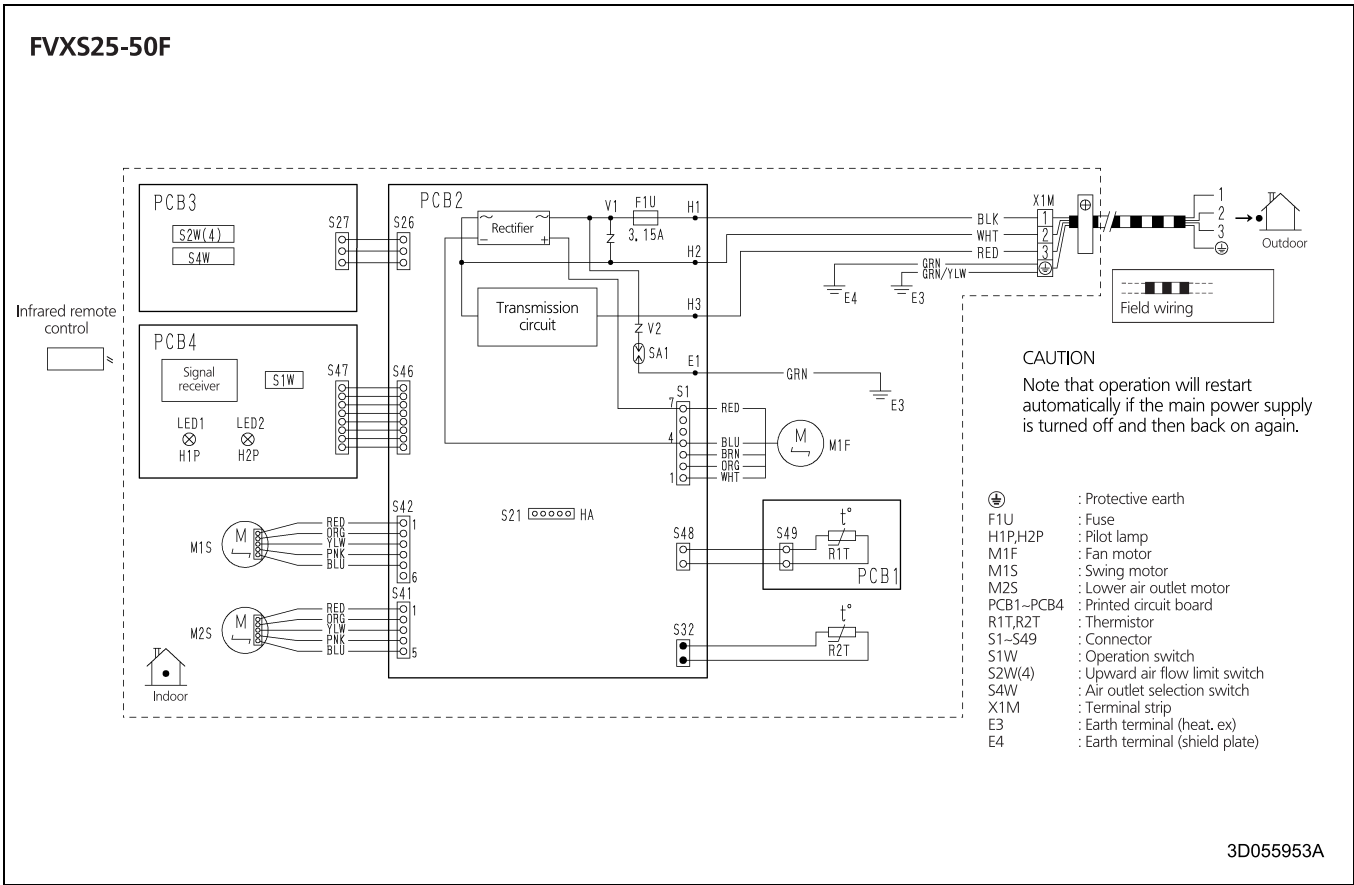 FVXS25-50F
PCB3
S2W(4)
S4W
S27
S26
PCB2
Rectifier
V1
F1U
3.15A
H1
H2
H3
Transmission
circuit
V2
SA1
E1
GRN
E3
BLK
WHT
RED
GRN
GRN/YLW
E4
E3
X1M
1
2
3
1
2
3
Outdoor
Field wiring
Infrared remote
control
PCB4
Signal
receiver
S1W
LED1
LED2
H1P
H2P
S47
S46
S1
7
4
1
RED
BLU
BRN
ORG
WHT
M
M1F
CAUTION
Note that operation will restart
automatically if the main power supply
is turned off and then back on again.
S21
HA
S42
1
6
M
M1S
RED
ORG
YLW
PNK
BLU
S41
1
5
M
M2S
RED
ORG
YLW
PNK
BLU
S48
S49
t°
R1T
PCB1
S32
t°
R2T
Indoor
: Protective earth
F1U : Fuse
H1P,H2P : Pilot lamp
M1F : Fan motor
M1S : Swing motor
M2S : Lower air outlet motor
PCB1~PCB4 : Printed circuit board
R1T,R2T : Thermistor
S1~S49 : Connector
S1W : Operation switch
S2W(4) : Upward air flow limit switch
S4W : Air outlet selection switch
X1M : Terminal strip
E3 : Earth terminal (heat. ex)
E4 : Earth terminal (shield plate)
3D055953A